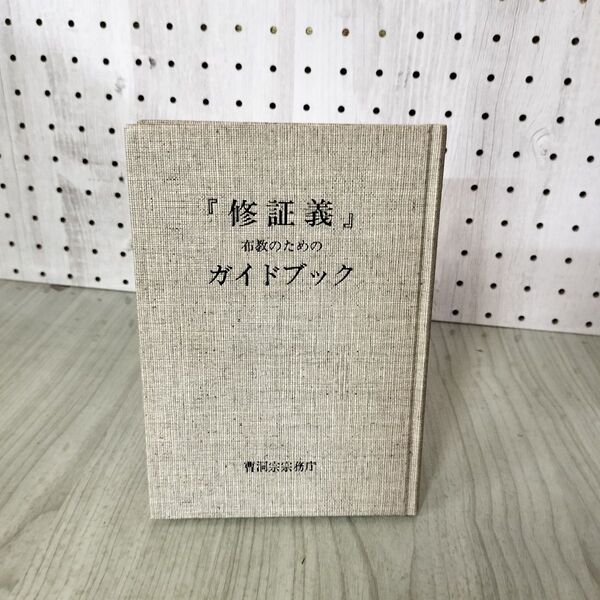 『修証義』
布教のための
ガイドブック
曹洞宗宗務庁